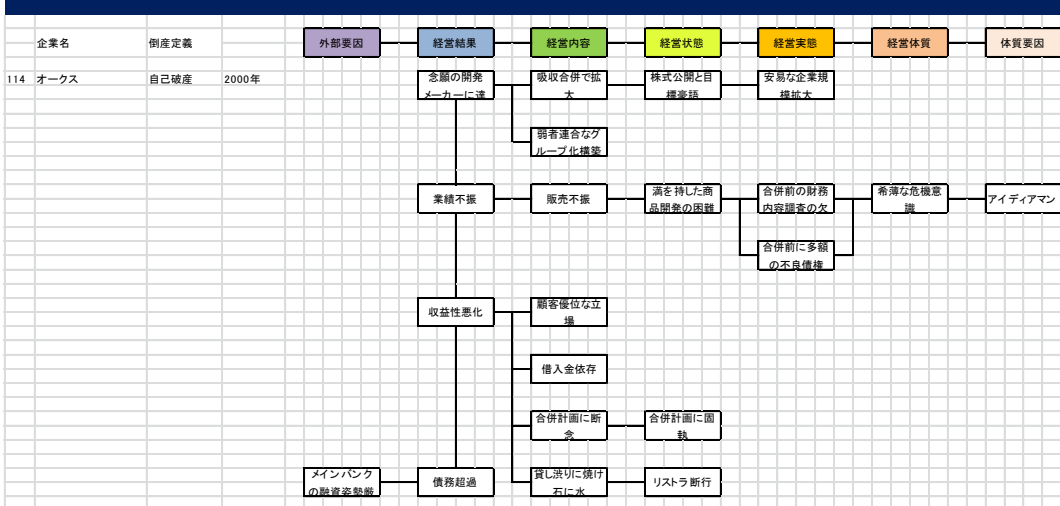 企業名 倒産定義 外部要因 経営結果 経営内容 経営状態 経営実態 経営体質 体質要因
114 オークス 自己破産 2000年
念願の開発
メーカーに達
吸収合併で拡
大
株式公開と目
標豪語
安易な企業規
模拡大
弱者連合なグ
ループ化構築
業績不振
販売不振
満を持した商
品開発の困難
合併前の財務
内容調査の欠
希薄な危機意
識
アイディアマン
合併前に多額
の不良債権
収益性悪化
顧客優位な立
場
借入金依存
合併計画に断
念
合併計画に固
執
メインバンク
の融資姿勢厳
債務超過
貸し渋りに焼け
石に水
リストラ断行